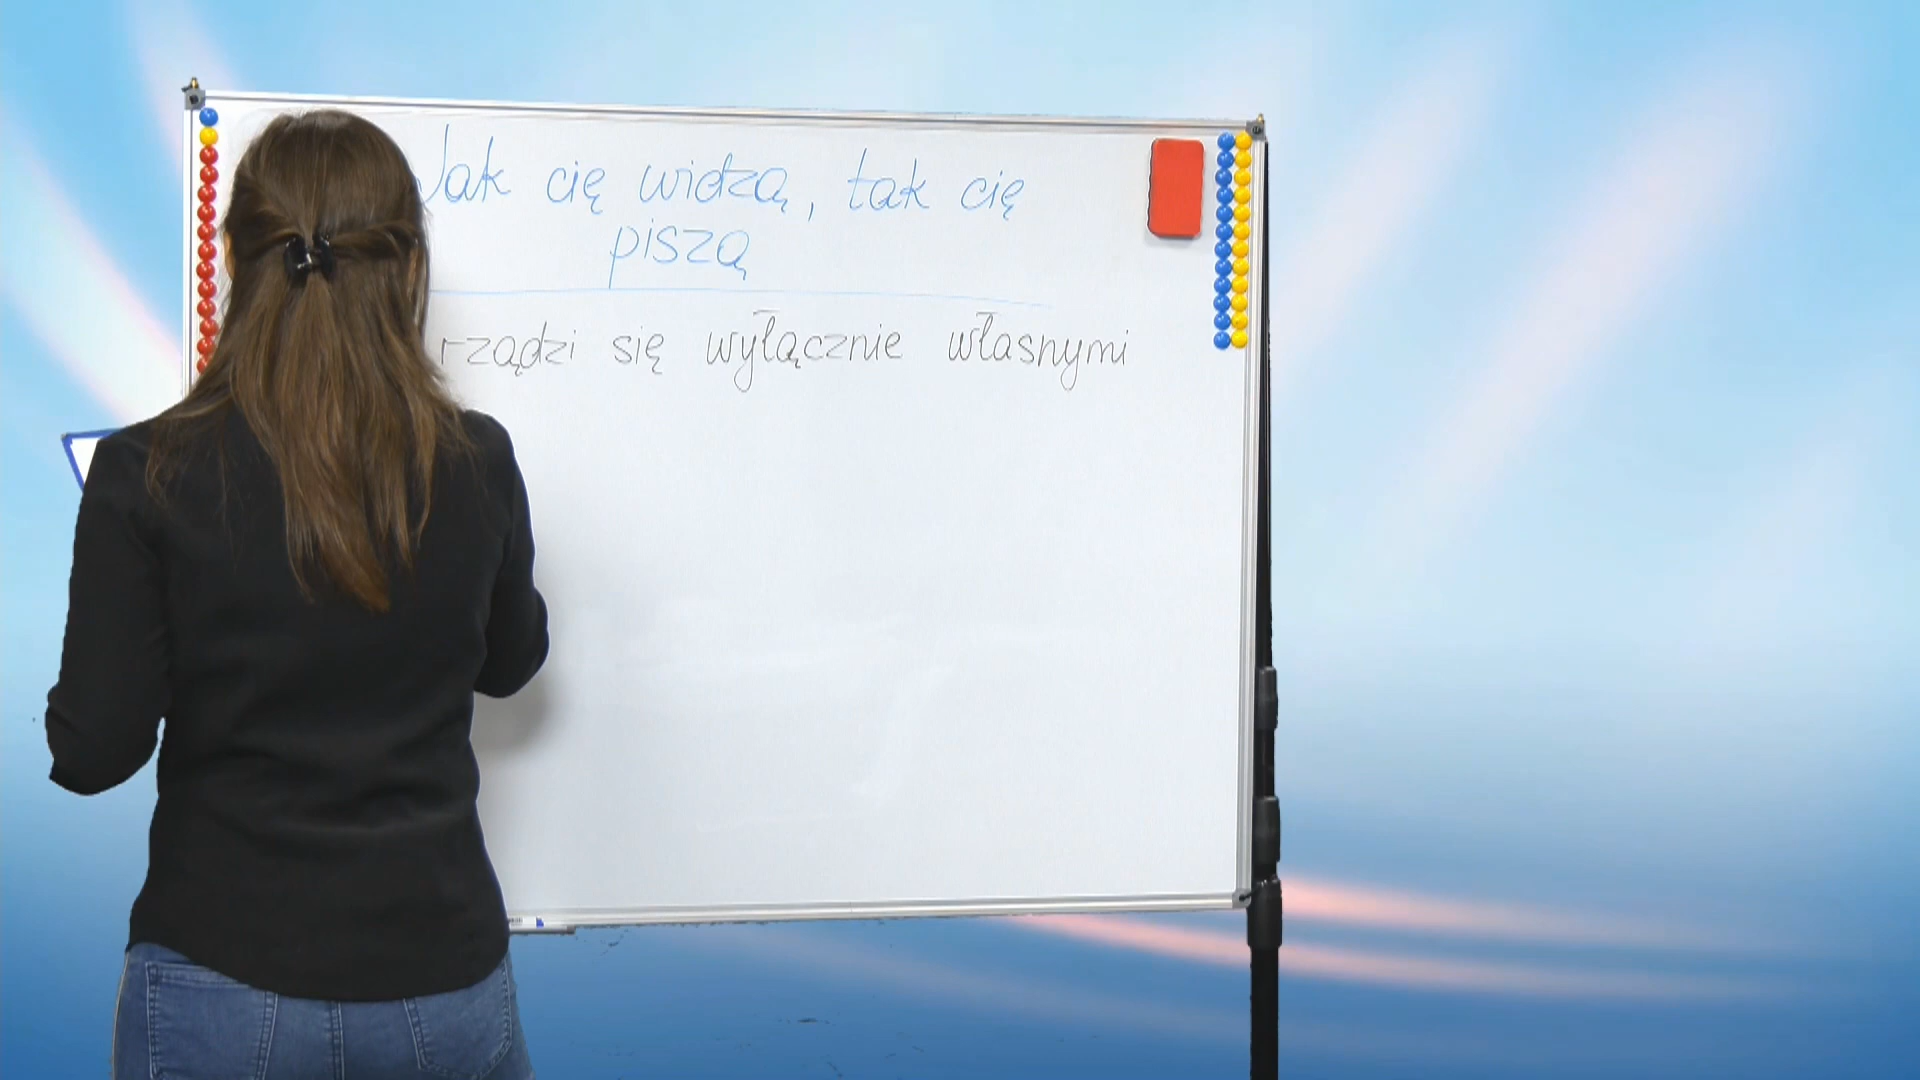 Jak cię widzą, tak cię
piszą
rządzi się wyłącznie własnymi